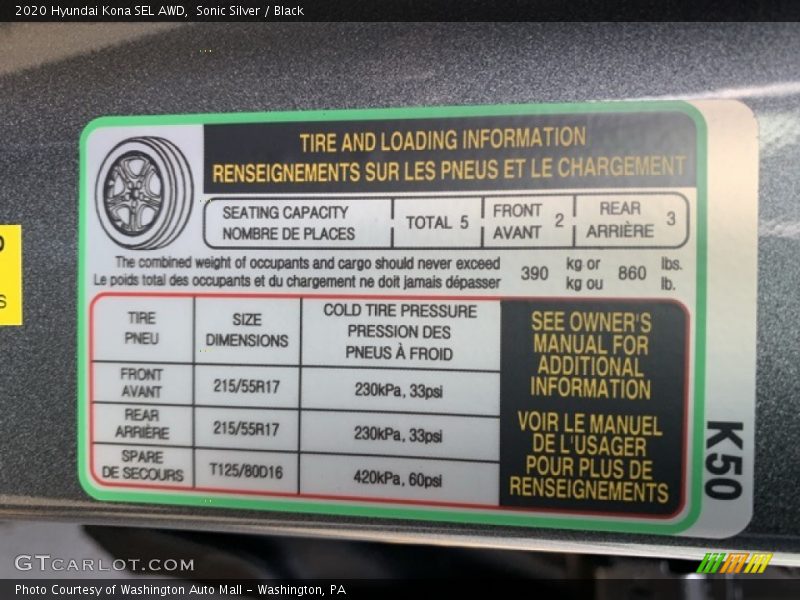 2020 Hyundai Kona SEL AWD,  Sonic Silver / Black
TIRE AND LOADING INFORMATION
RENSEIGNEMENTS SUR LES PNEUS ET LE CHARGEMENT
SEATING CAPACITY
NOMBRE DE PLACES
TOTAL 5
FRONT
AVANT
2
REAR
ARRIÈRE
3
The combined weight of occupants and cargo should never exceed
Le poids total des occupants et du chargement ne doit jamais dépasser
390
kg or
kg ou
860
lbs.
lb.
TIRE
PNEU
SIZE
DIMENSIONS
COLD TIRE PRESSURE
PRESSION DES
PNEUS À FROID
FRONT
AVANT
215/55R17
230kPa, 33psi
REAR
ARRIÈRE
215/55R17
230kPa, 33psi
SPARE
DE SECOURS
T125/80D16
420kPa, 60psi
SEE OWNER'S
MANUAL FOR
ADDITIONAL
INFORMATION
VOIR LE MANUEL
DE L'USAGER
POUR PLUS DE
RENSEIGNEMENTS
K50
GTCARLOT.COM
Photo Courtesy of Washington Auto Mall - Washington, PA